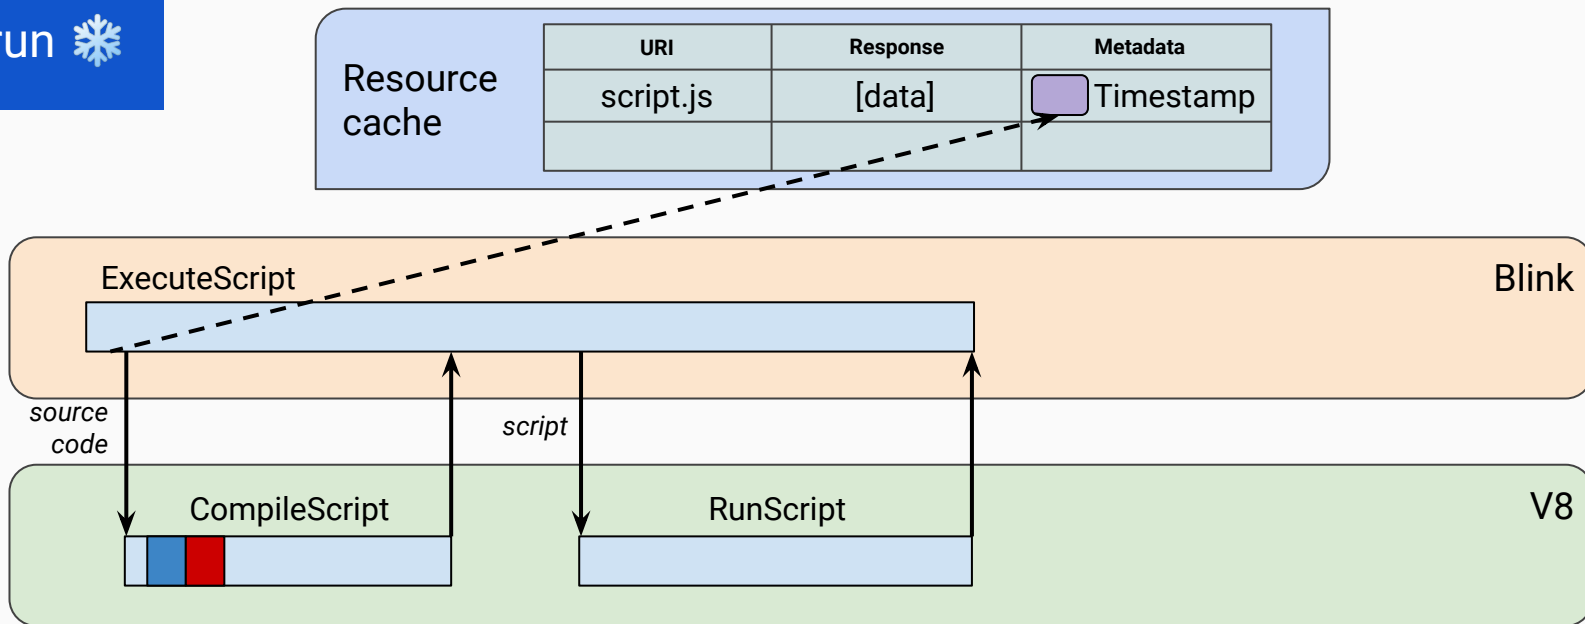 run ❄
Resource
cache
URI Response Metadata
script.js [data] Timestamp
ExecuteScript
Blink
source
code
script
CompileScript
RunScript
V8